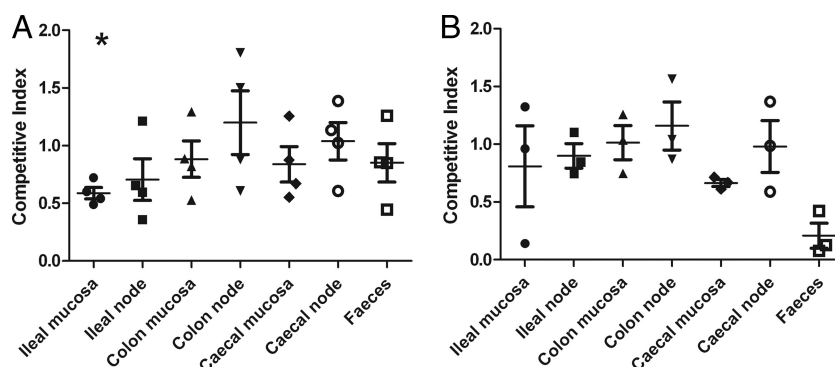 A
*
Competitive Index
2.0
1.5
1.0
0.5
0.0
Ileal mucosa
Ileal node
Colon mucosa
Colon node
Caecal mucosa
Caecal node
Faeces
B
Competitive Index
2.0
1.5
1.0
0.5
0.0
Ileal mucosa
Ileal node
Colon mucosa
Colon node
Caecal mucosa
Caecal node
Faeces